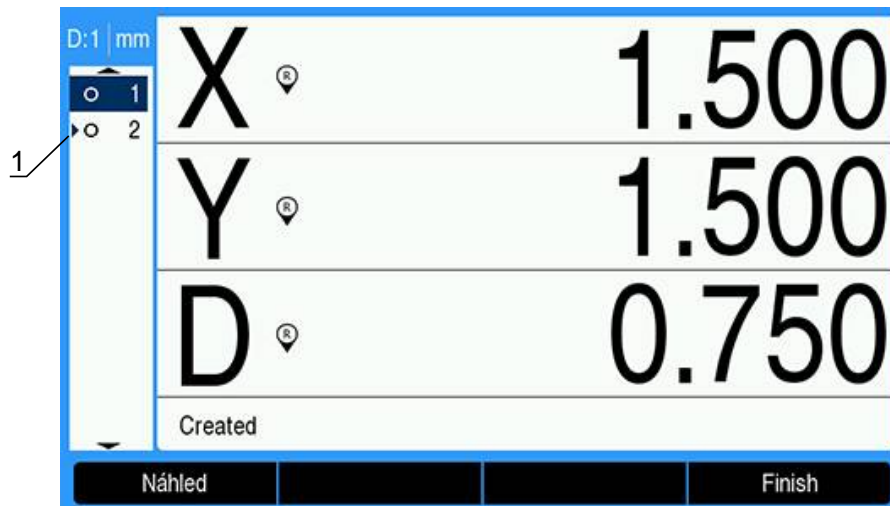 D:1 mm
1
2
1
X R 1.500
Y R 1.500
D R 0.750
Created
Náhled Finish